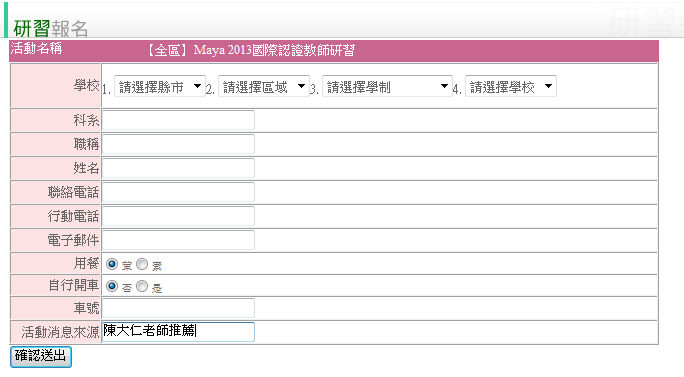 研習報名
活動名稱 【全區】Maya 2013國際認證教師研習
學校 1. 請選擇縣市 2. 請選擇區域 3. 請選擇學制 4. 請選擇學校
科系
職稱
姓名
聯絡電話
行動電話
電子郵件
用餐 葷 素
自行開車 否 是
車號
活動消息來源 陳大仁老師推薦
確認送出